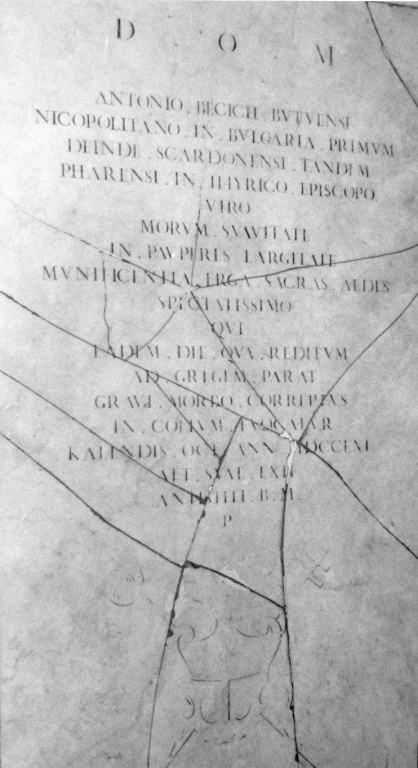 D O M
ANTONIO . BECICH . BVTVENSI
NICOPOLITANO . IN . BVLGARIA . PRIMVM
DEINDE . SCARDONENSI . TANDEM
PHARENSI . IN . ILLYRICO . EPISCOPO
VIRO
MORVM . SVAVITATE
IN . PAVPERES . LARGITATE
MVNIFICENTIA . ERGA . SACRAS . AEDES
SPECTATISSIMO
QVI
EADEM . DIE . QVA . REDITVM
AD . GREGEM . PARAT
GRAVI . MORBO . CORREPTVS
IN . COELVM . EVOCATVR
KALENDIS . OCT . ANN . MDCCLXI
AET . SVAE . LXII
B . M .
P